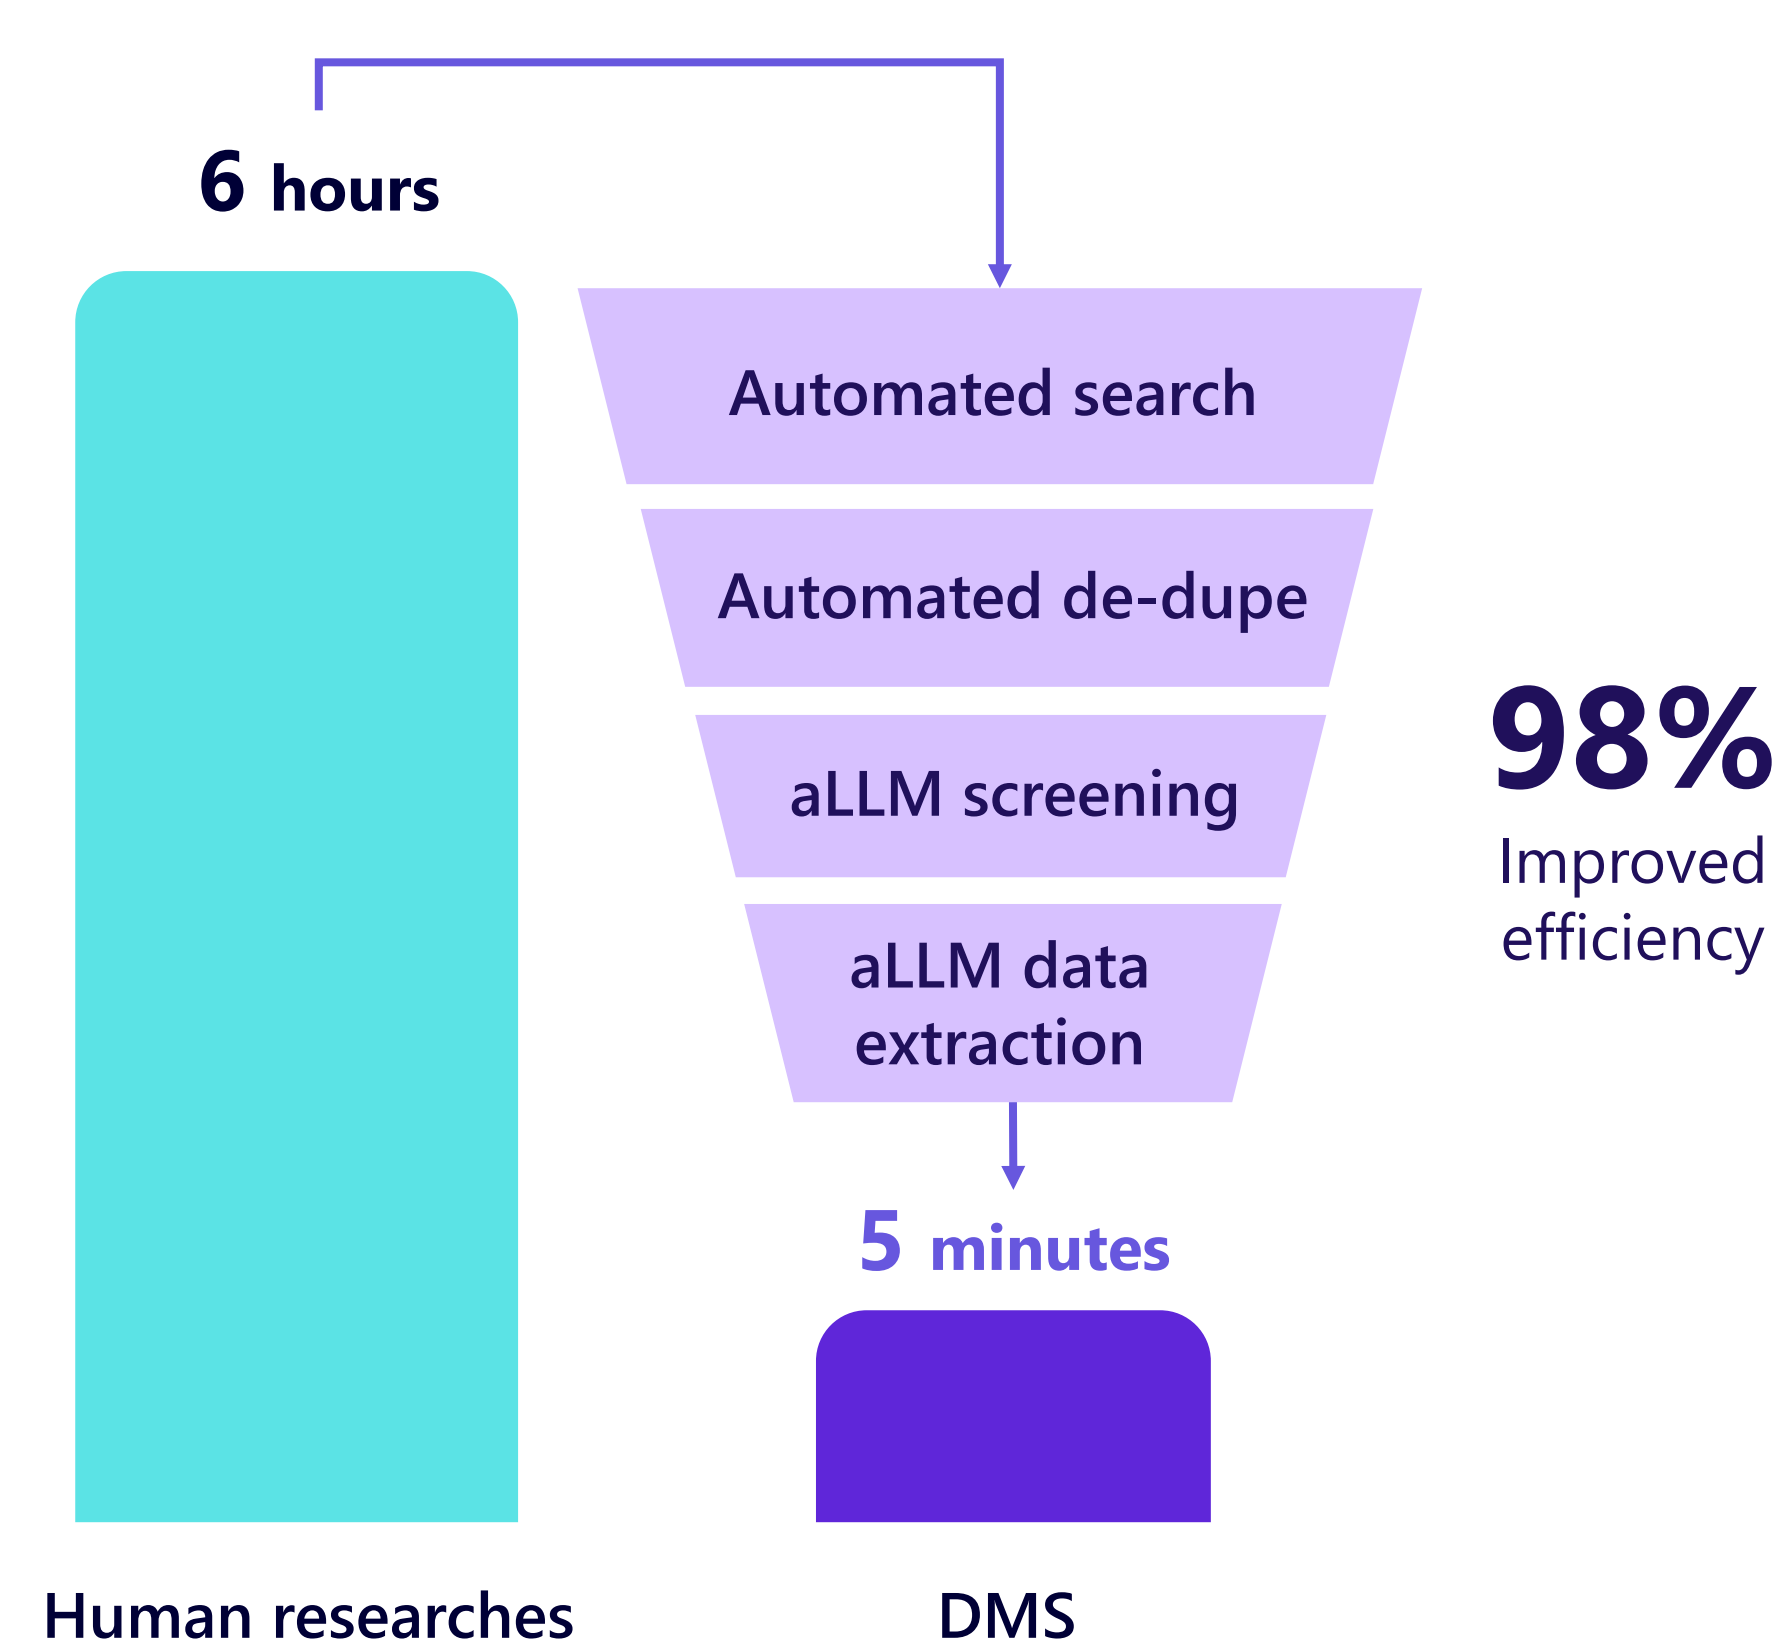 6 hours
Automated search
Automated de-dupe
aLLM screening
aLLM data
extraction
98%
Improved
efficiency
5 minutes
Human researches
DMS